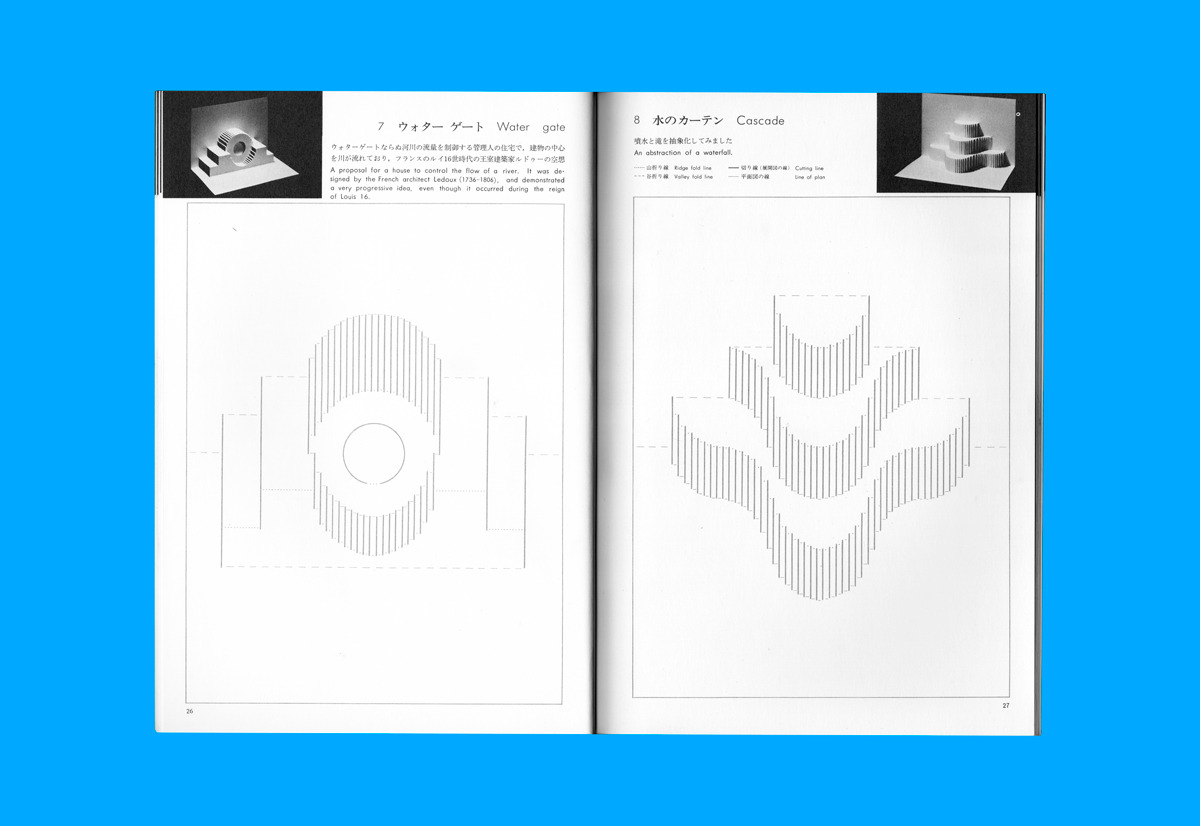 7 ウォター ゲート Water gate
ウォターゲートならぬ河川の流量を制御する管理人の住宅で，建物の中心
を川が流れており，フランスのルイ16世時代の王室建築家ルドゥーの空想
A proposal for a house to control the flow of a river. It was de-
signed by the French architect Ledoux (1736-1806), and demonstrated
a very progressive idea, even though it occurred during the reign
of Louis 16.
26
8 水のカーテン Cascade
噴水と滝を抽象化してみました
An abstraction of a waterfall.
山折り線 Ridge fold line 切り線（展開図の線） Cutting line
谷折り線 Valley fold line 平面図の線 line of plan
27